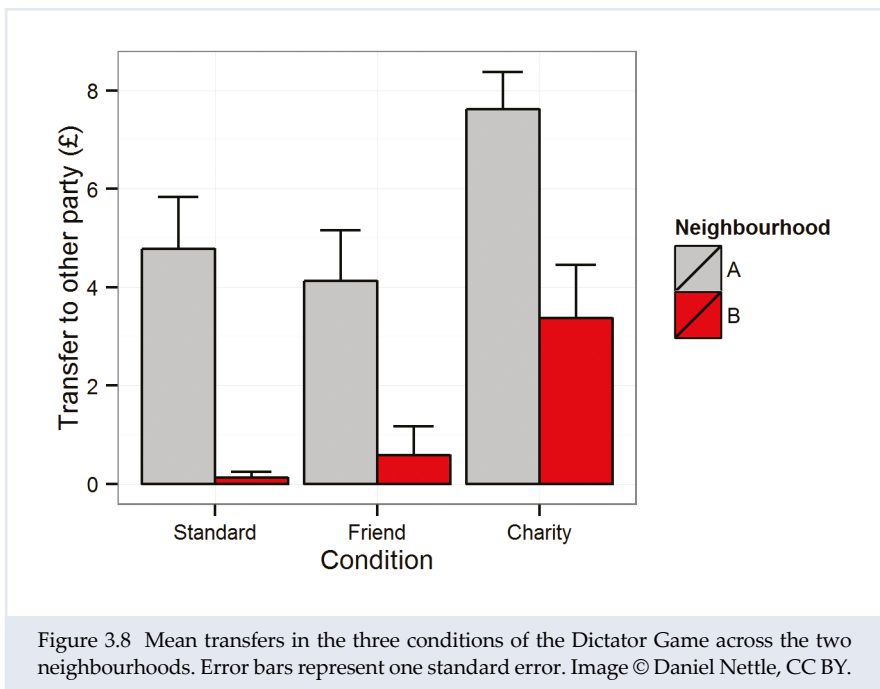 8
6
4
2
0
Transfer to other party (£)
Standard
Friend
Charity
Condition
Neighbourhood
A
B
Figure 3.8 Mean transfers in the three conditions of the Dictator Game across the two
neighbourhoods. Error bars represent one standard error. Image © Daniel Nettle, CC BY.